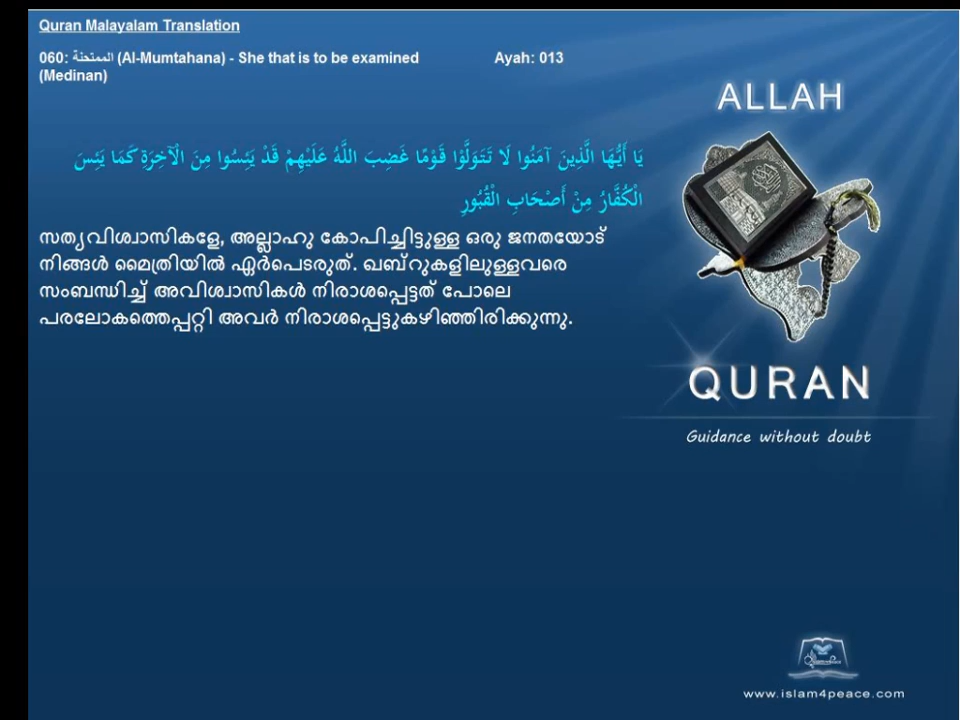 Quran Malayalam Translation
060: الممتحنة (Al-Mumtahana) - She that is to be examined Ayah: 013
(Medinan)
ALLAH
يَا أَيُّهَا الَّذِينَ آمَنُوا لَا تَتَوَلَّوْا قَوْمًا غَضِبَ اللَّهُ عَلَيْهِمْ قَدْ يَئِسُوا مِنَ الْآخِرَةِ كَمَا يَئِسَ
الْكُفَّارُ مِنْ أَصْحَابِ الْقُبُورِ
സത്യവിശ്വാസികളേ, അല്ലാഹു കോപിച്ചിട്ടുള്ള ഒരു ജനതയോട്
നിങ്ങള്‍ മൈത്രിയില്‍ ഏര്‍പെടരുത്‌. ഖബ്‌റുകളിലുള്ളവരെ
സംബന്ധിച്ച്‌ അവിശ്വാസികള്‍ നിരാശപ്പെട്ടത്‌ പോലെ
പരലോകത്തെപ്പറ്റി അവര്‍ നിരാശപ്പെട്ടുകഴിഞ്ഞിരിക്കുന്നു.
QURAN
Guidance without doubt
www.islam4peace.com